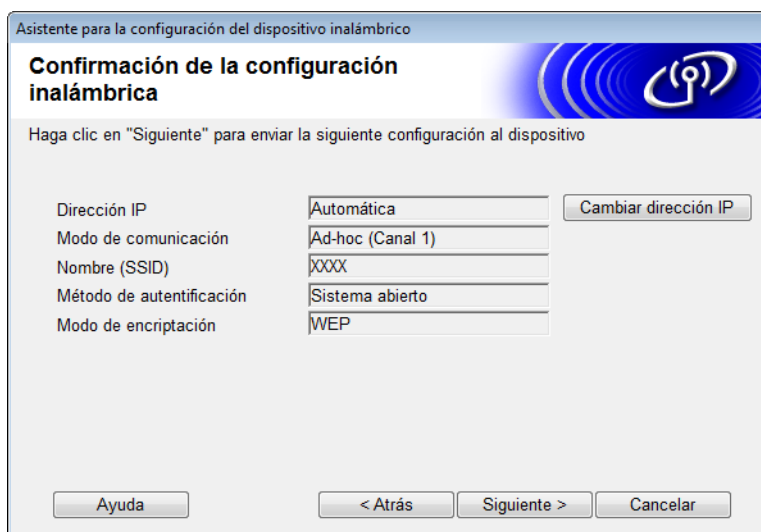 Asistente para la configuración del dispositivo inalámbrico
Confirmación de la configuración
inalámbrica
Haga clic en "Siguiente" para enviar la siguiente configuración al dispositivo
Dirección IP Automática Cambiar dirección IP
Modo de comunicación Ad-hoc (Canal 1)
Nombre (SSID) XXXX
Método de autentificación Sistema abierto
Modo de encriptación WEP
Ayuda < Atrás Siguiente > Cancelar